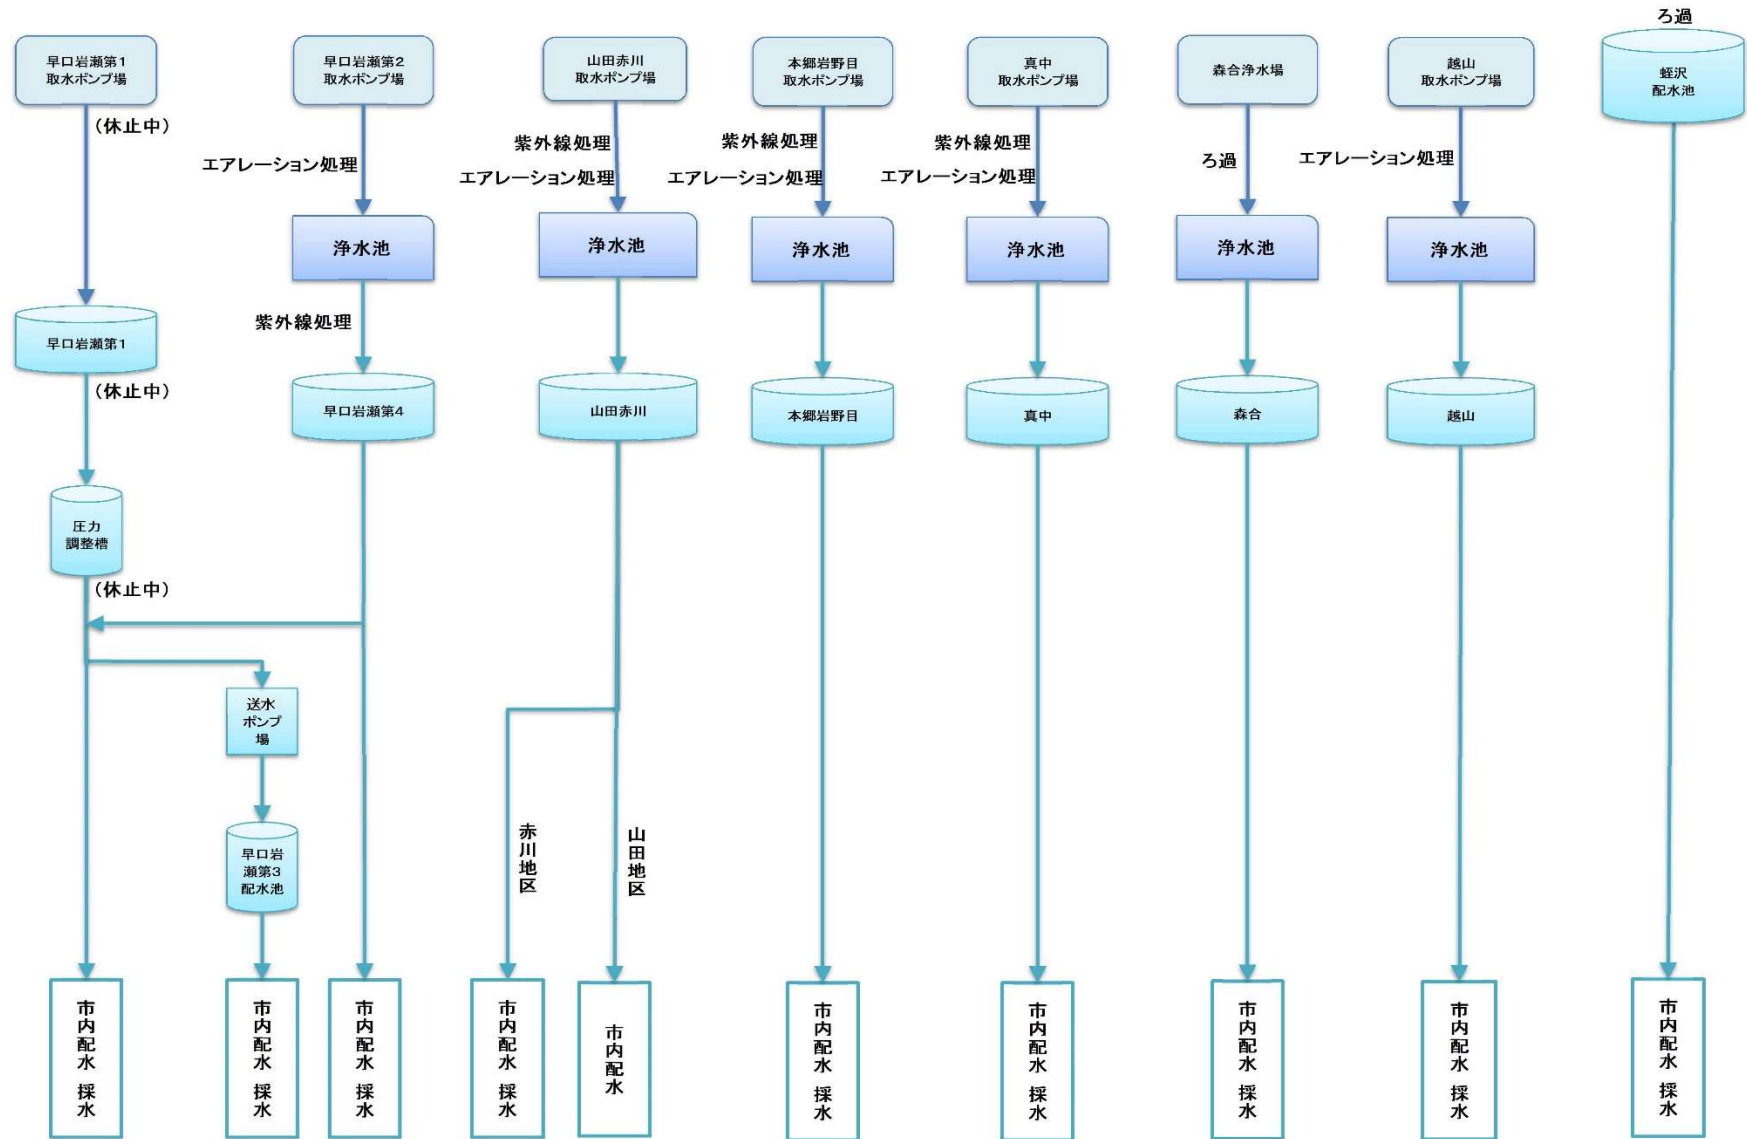 ろ過
早口岩瀬第1
取水ポンプ場
早口岩瀬第2
取水ポンプ場
山田赤川
取水ポンプ場
本郷岩野目
取水ポンプ場
真中
取水ポンプ場
森合浄水場
越山
取水ポンプ場
蛭沢
配水池
(休止中)
エアレーション処理
紫外線処理
エアレーション処理
紫外線処理
エアレーション処理
紫外線処理
エアレーション処理
ろ過
エアレーション処理
浄水池
浄水池
浄水池
浄水池
浄水池
浄水池
紫外線処理
早口岩瀬第1
(休止中)
早口岩瀬第4
山田赤川
本郷岩野目
真中
森合
越山
圧力
調整槽
(休止中)
送水
ポンプ
場
早口岩
瀬第3
配水池
赤川地区
山田地区
市内配水 採水
市内配水 採水
市内配水 採水
市内配水 採水
市内配水
市内配水 採水
市内配水 採水
市内配水 採水
市内配水 採水
市内配水 採水